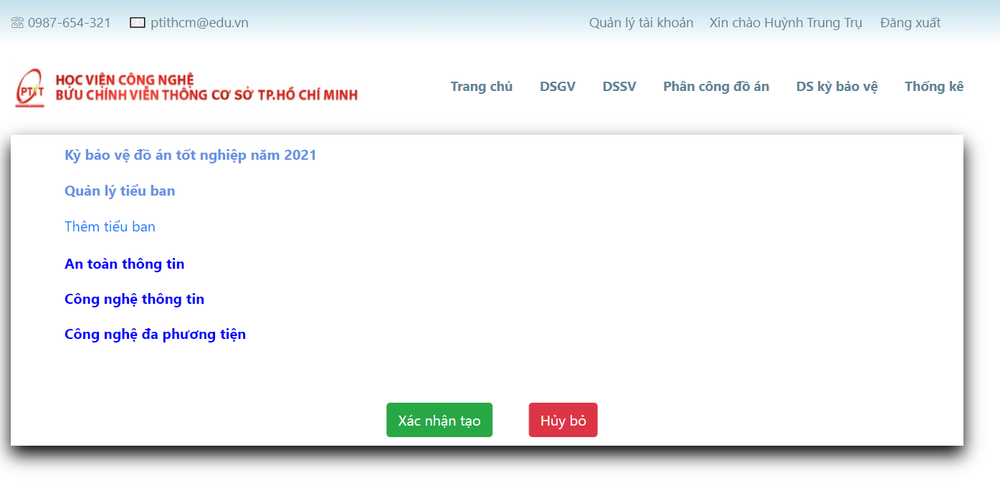 0987-654-321 ptithcm@edu.vn Quản lý tài khoản Xin chào Huỳnh Trung Trụ Đăng xuất
HỌC VIỆN CÔNG NGHỆ
BƯU CHÍNH VIỄN THÔNG CƠ SỞ TP.HỒ CHÍ MINH
PTIT
Trang chủ DSGV DSSV Phân công đồ án DS kỳ bảo vệ Thống kê
Kỳ bảo vệ đồ án tốt nghiệp năm 2021
Quản lý tiểu ban
Thêm tiểu ban
An toàn thông tin
Công nghệ thông tin
Công nghệ đa phương tiện
Xác nhận tạo Hủy bỏ